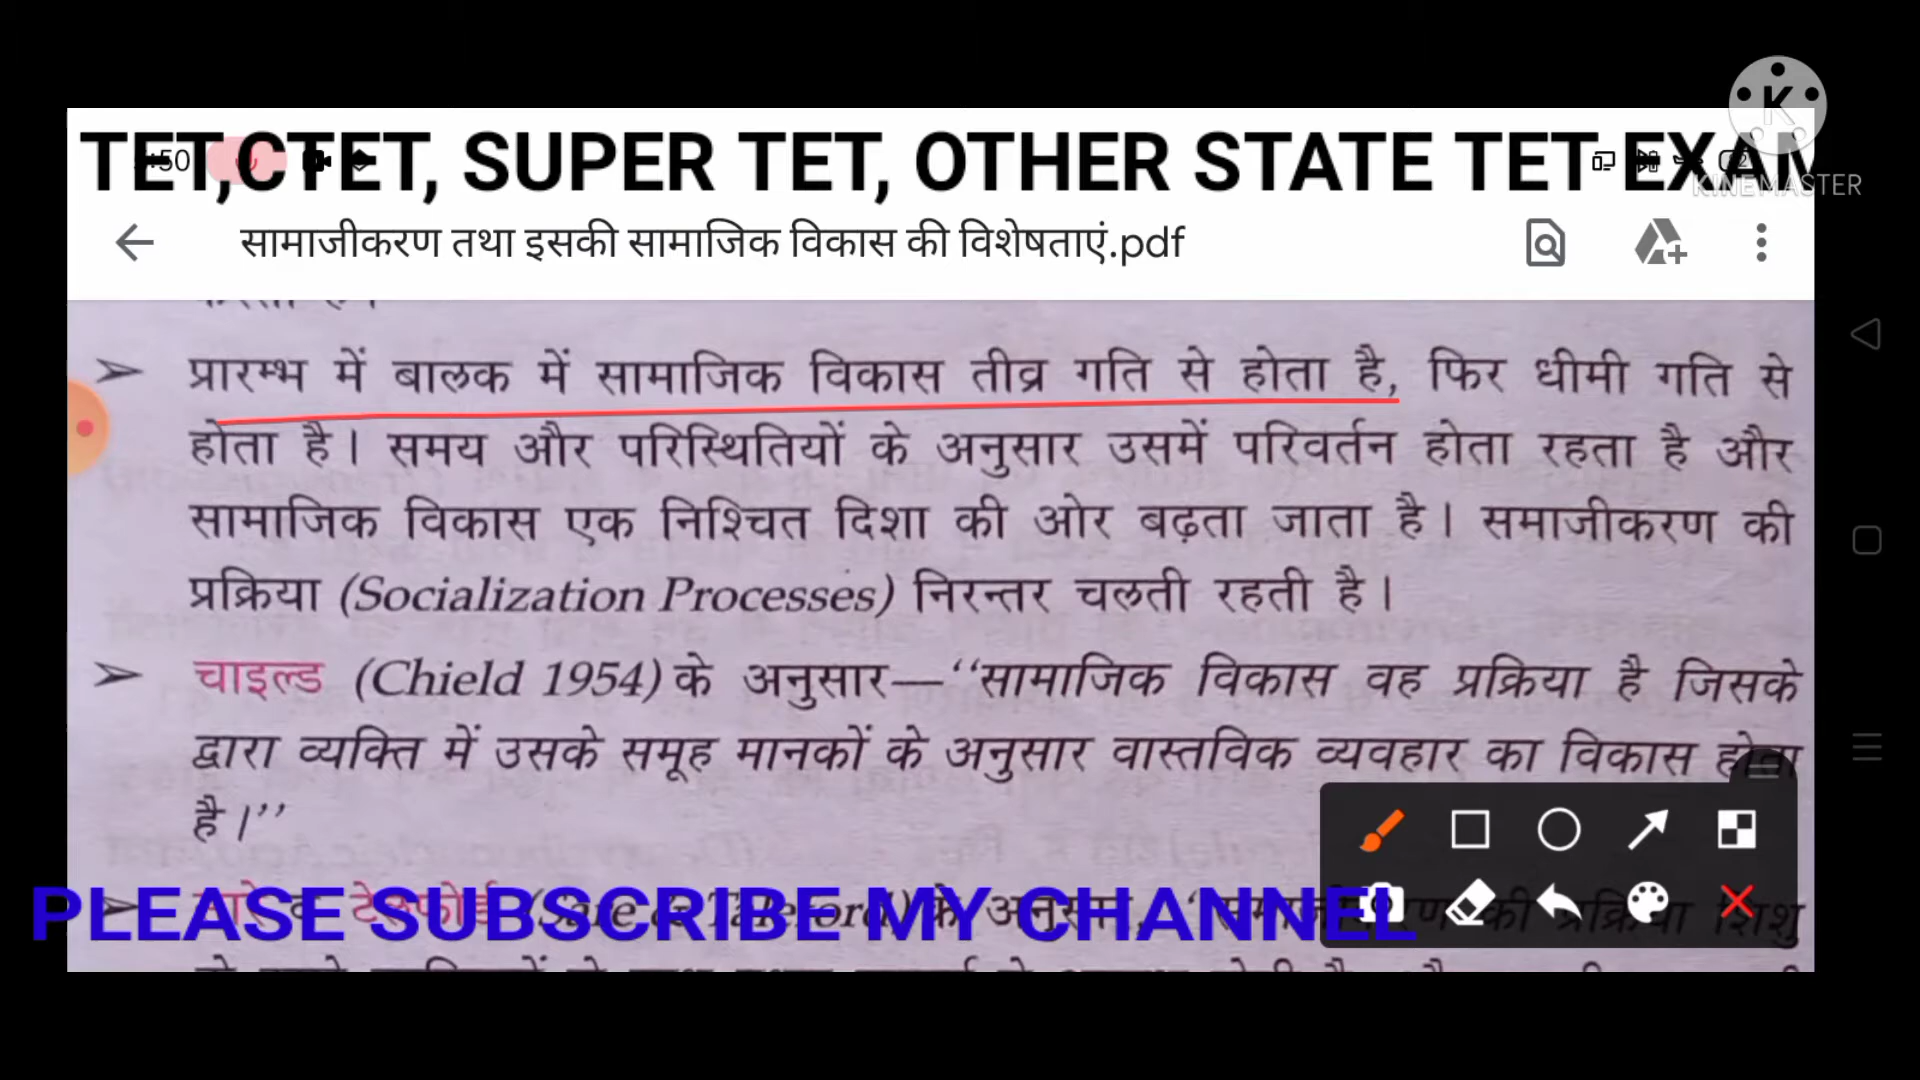 TET,CTET, SUPER TET, OTHER STATE TET EXAM
:50
KINEMASTER
सामाजीकरण तथा इसकी सामाजिक विकास की विशेषताएं.pdf
➢ प्रारम्भ में बालक में सामाजिक विकास तीव्र गति से होता है, फिर धीमी गति से
होता है। समय और परिस्थितियों के अनुसार उसमें परिवर्तन होता रहता है और
सामाजिक विकास एक निश्चित दिशा की ओर बढ़ता जाता है। समाजीकरण की
प्रक्रिया (Socialization Processes) निरन्तर चलती रहती है।
➢ चाइल्ड (Chield 1954) के अनुसार—‘‘सामाजिक विकास वह प्रक्रिया है जिसके
द्वारा व्यक्ति में उसके समूह मानकों के अनुसार वास्तविक व्यवहार का विकास होता
है।’’
के अनुसार, की प्रक्रिया शिशु
PLEASE SUBSCRIBE MY CHANNEL